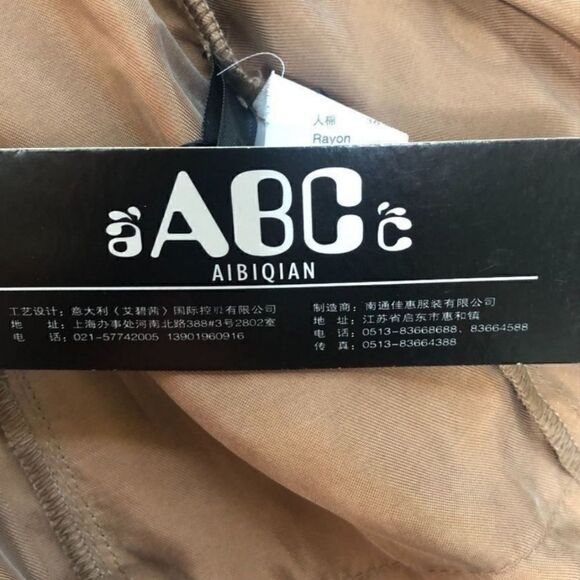 人棉 30
Rayon
aABCc
AIBIQIAN
工艺设计：意大利（艾碧茜）国际控股有限公司
地 址：上海办事处河南北路388#3号2802室
电 话：021-57742005 13901960916
制造商：南通佳惠服装有限公司
地 址：江苏省启东市惠和镇
电 话：0513-83668688、83664588
传 真：0513-83664388